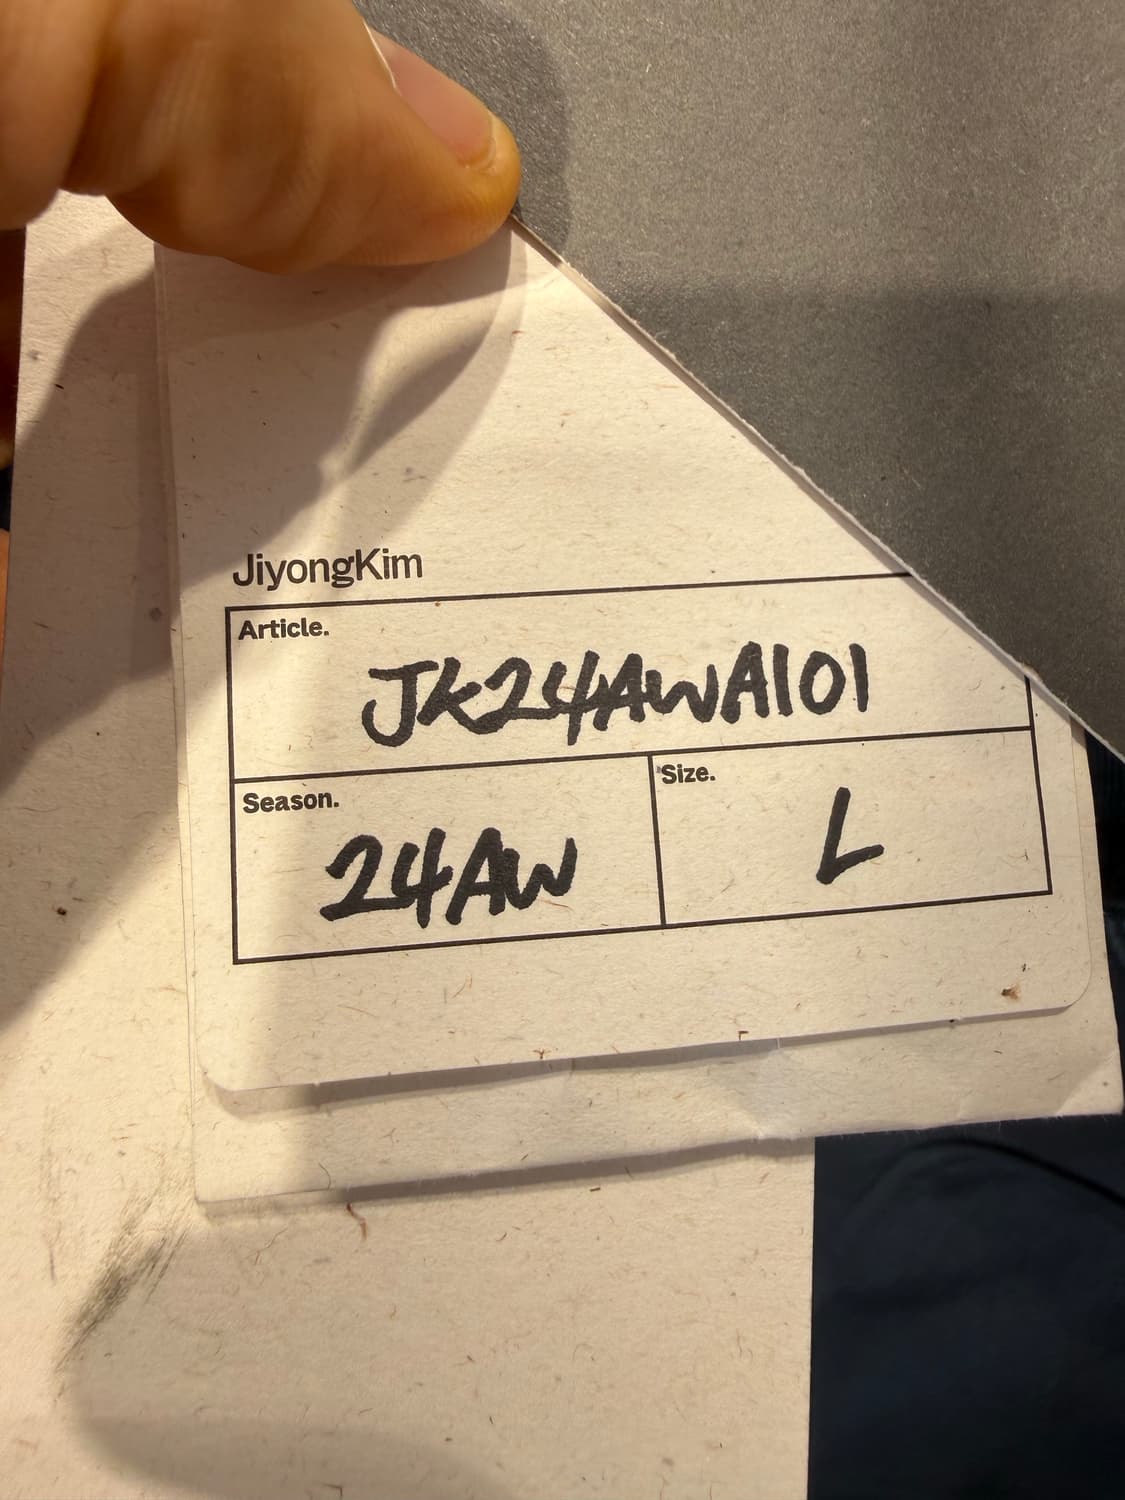 JiyongKim
Article.
JK24AWA101
Season.
24AW
Size.
L